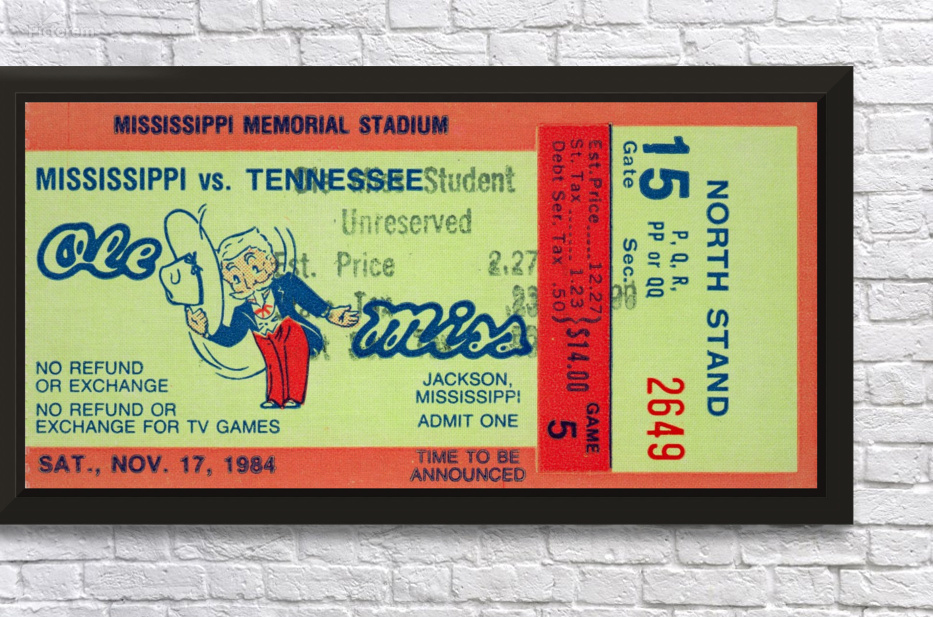 MISSISSIPPI MEMORIAL STADIUM
MISSISSIPPI vs. TENNESSEE
Student
Unreserved
Est. Price 2.27
Ole
Miss
NO REFUND
OR EXCHANGE
NO REFUND OR
EXCHANGE FOR TV GAMES
JACKSON,
MISSISSIPPI
ADMIT ONE
SAT., NOV. 17, 1984
TIME TO BE
ANNOUNCED
Est. Price ...... 12.27
St. Tax ........ 1.23
Debt Ser. Tax .50
$14.00
GAME
5
15
Gate
P, Q, R,
PP or QQ
Sec.
NORTH STAND
2649